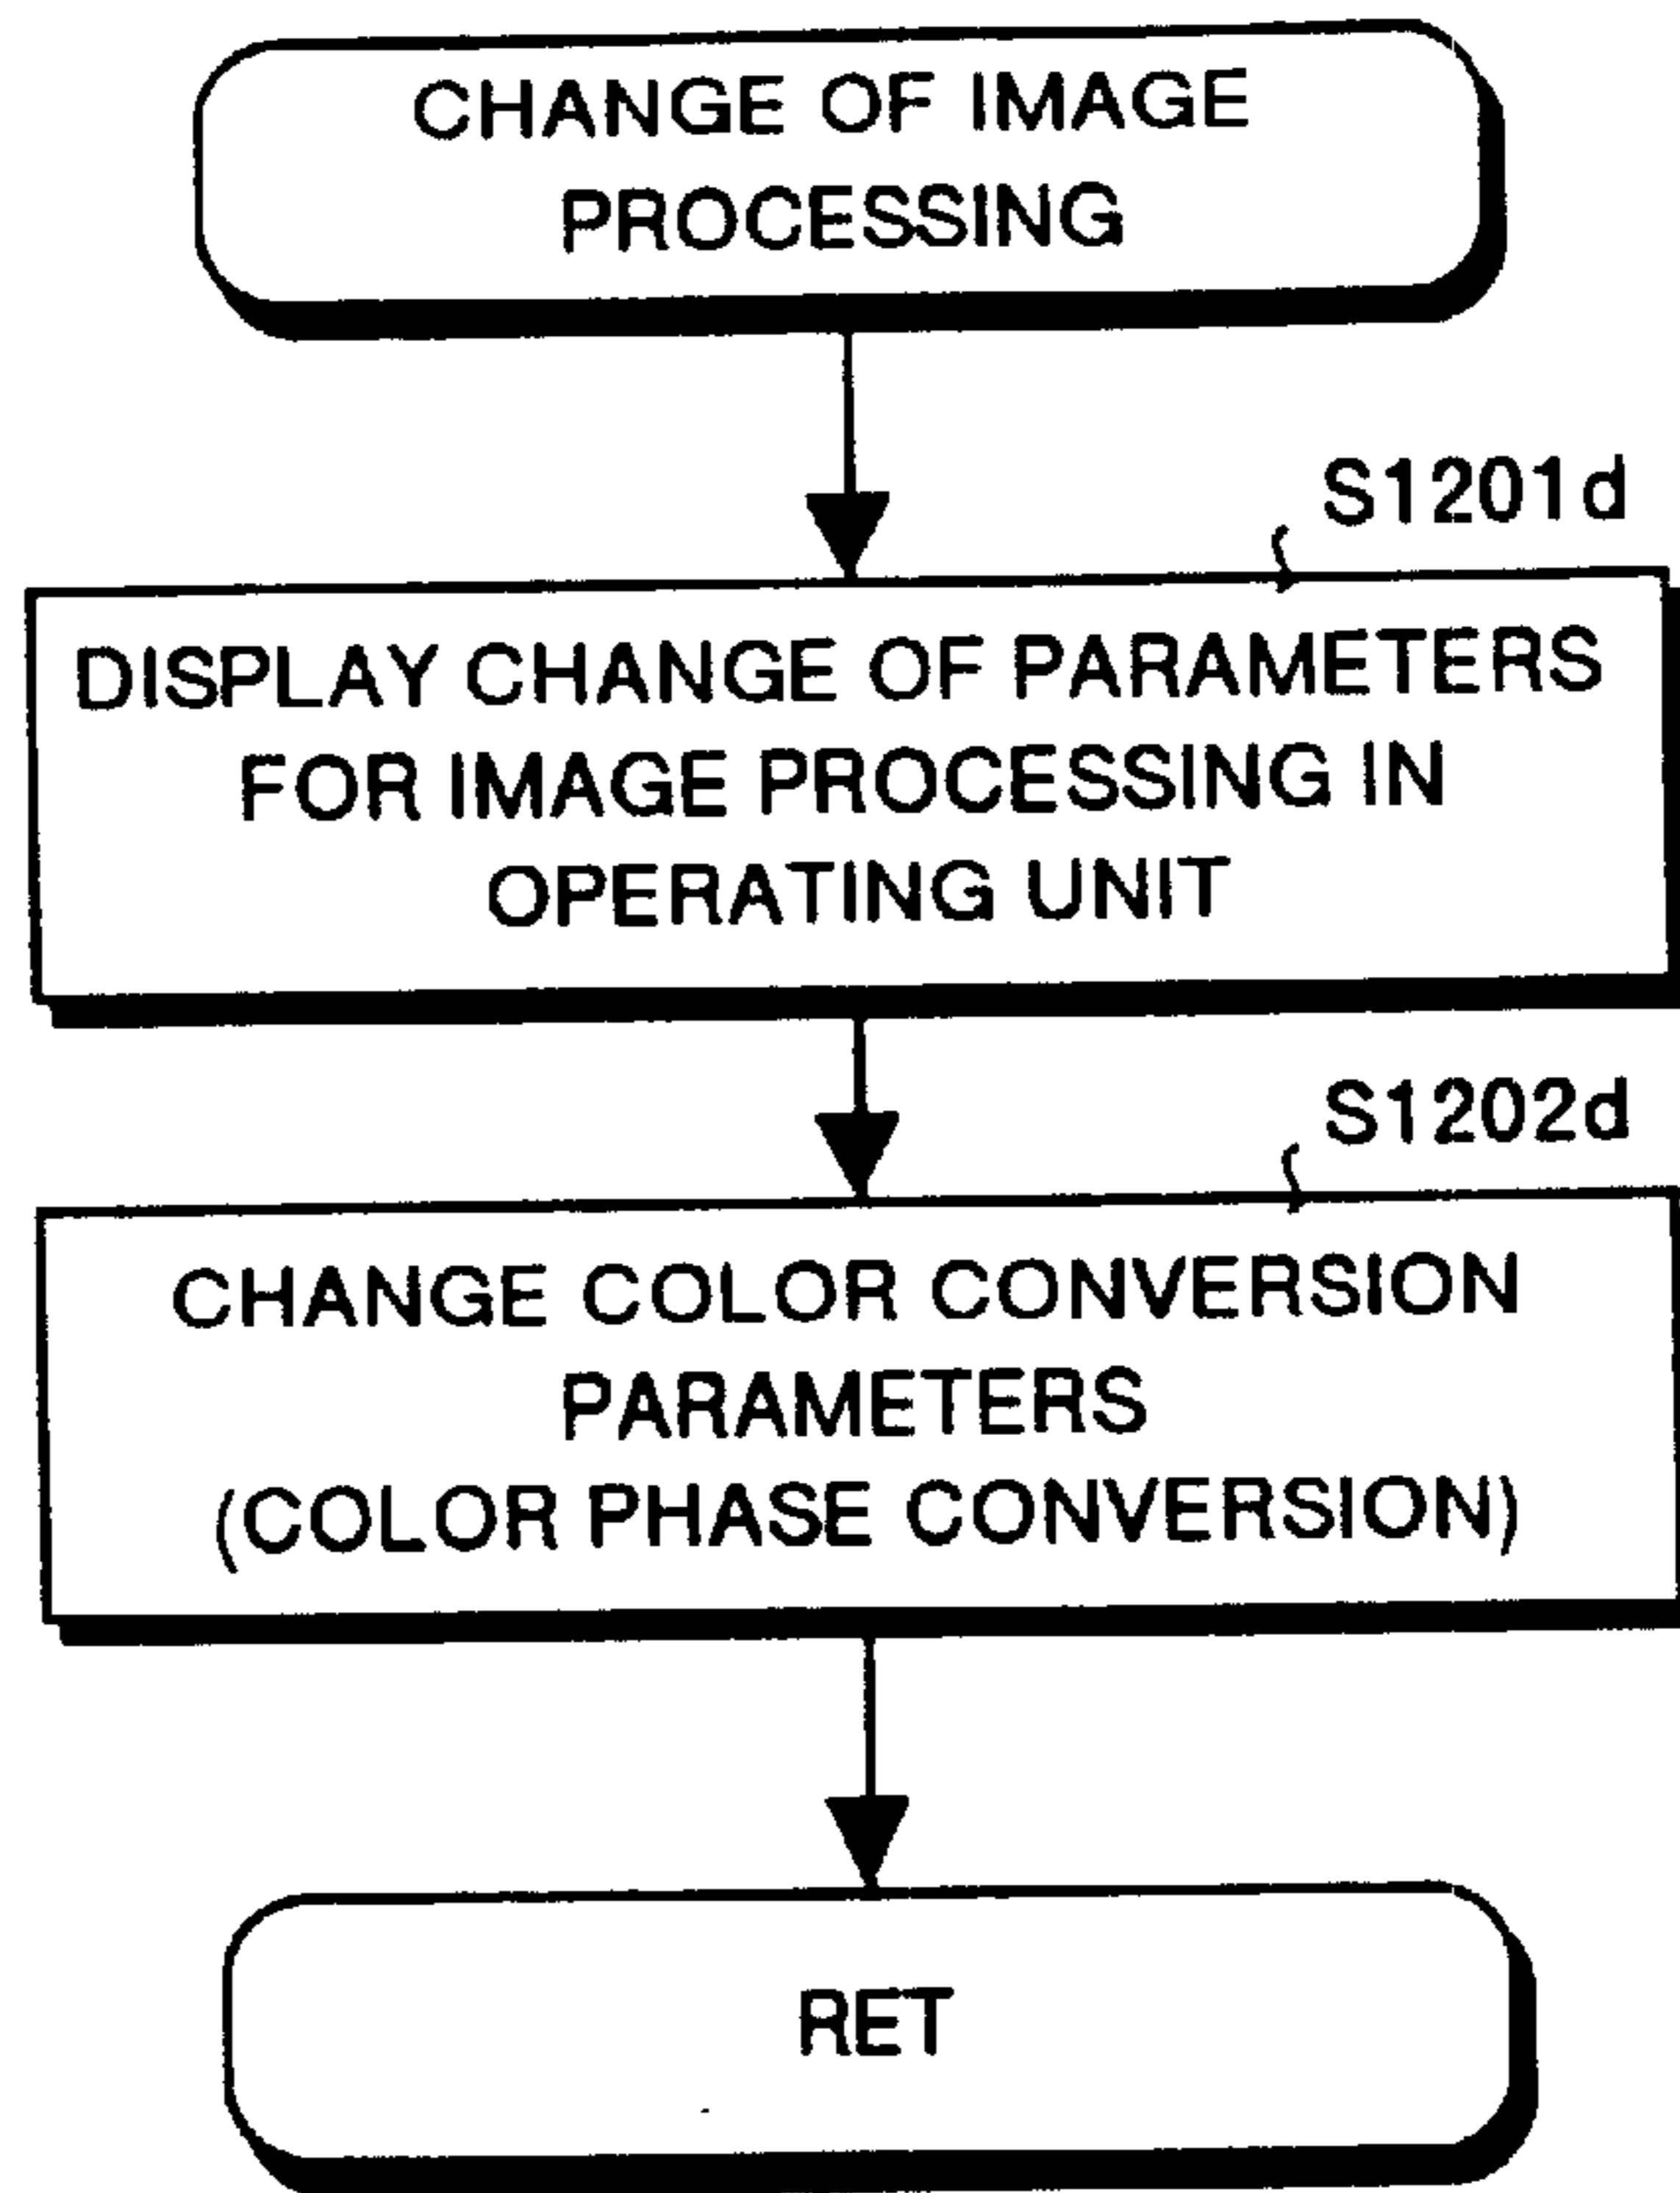 CHANGE OF IMAGE
PROCESSING
S1201d
DISPLAY CHANGE OF PARAMETERS
FOR IMAGE PROCESSING IN
OPERATING UNIT
S1202d
CHANGE COLOR CONVERSION
PARAMETERS
(COLOR PHASE CONVERSION)
RET